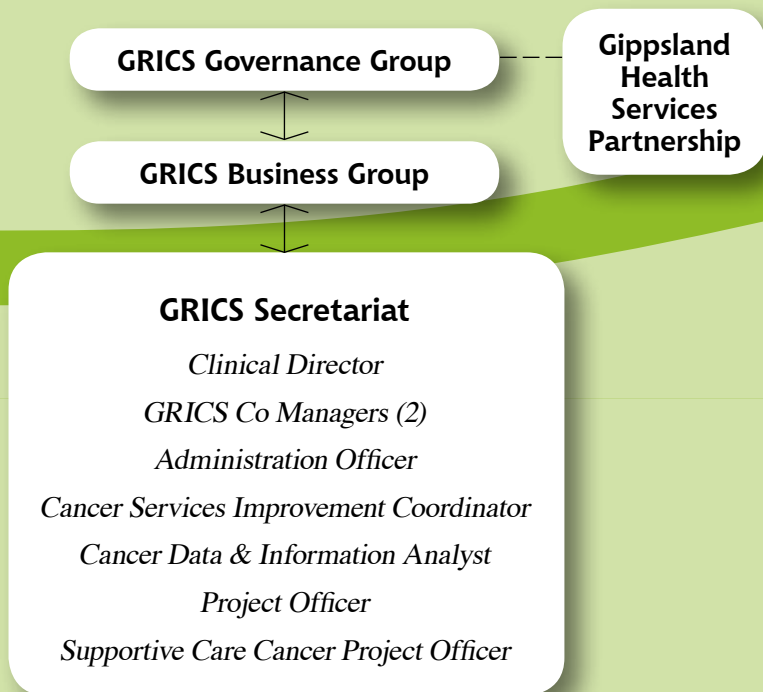 GRICS Governance Group
Gippsland
Health
Services
Partnership
GRICS Business Group
GRICS Secretariat
Clinical Director
GRICS Co Managers (2)
Administration Officer
Cancer Services Improvement Coordinator
Cancer Data & Information Analyst
Project Officer
Supportive Care Cancer Project Officer